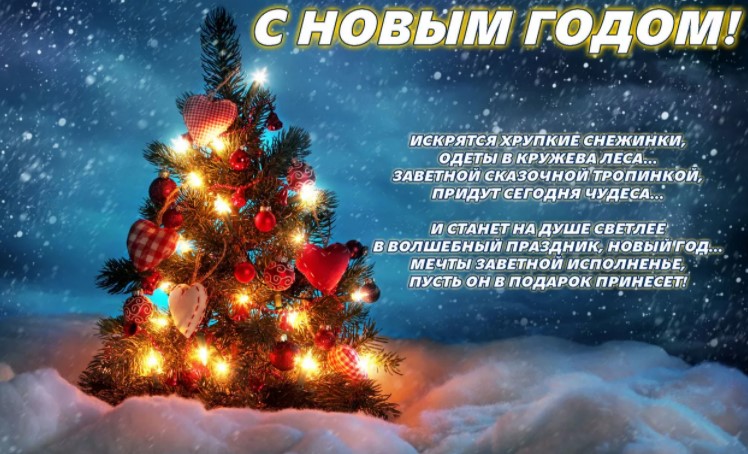 С НОВЫМ ГОДОМ!
ИСКРЯТСЯ ХРУПКИЕ СНЕЖИНКИ,
ОДЕТЫ В КРУЖЕВА ЛЕСА...
ЗАВЕТНОЙ СКАЗОЧНОЙ ТРОПИНКОЙ,
ПРИДУТ СЕГОДНЯ ЧУДЕСА...
И СТАНЕТ НА ДУШЕ СВЕТЛЕЕ
В ВОЛШЕБНЫЙ ПРАЗДНИК, НОВЫЙ ГОД...
МЕЧТЫ ЗАВЕТНОЙ ИСПОЛНЕНЬЕ,
ПУСТЬ ОН В ПОДАРОК ПРИНЕСЕТ!